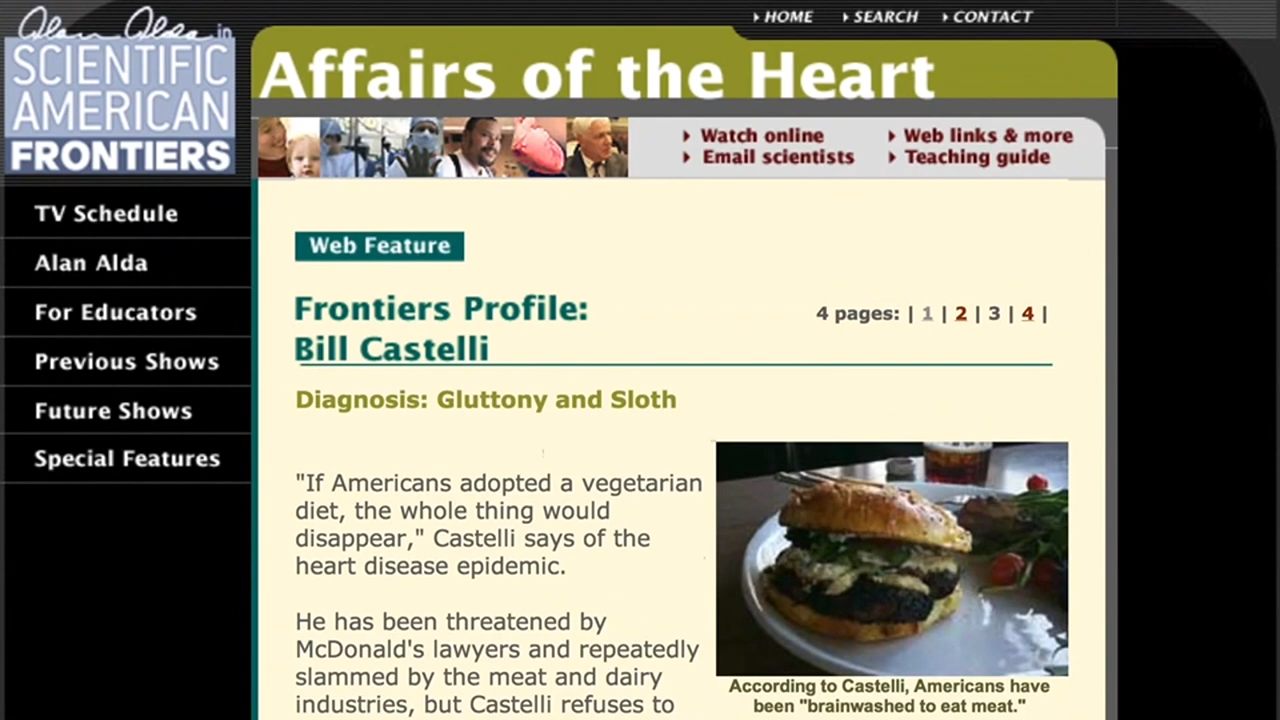 HOME SEARCH CONTACT
Alan Alda in
SCIENTIFIC
AMERICAN
FRONTIERS
Affairs of the Heart
Watch online Web links & more
Email scientists Teaching guide
TV Schedule
Alan Alda
For Educators
Previous Shows
Future Shows
Special Features
Web Feature
Frontiers Profile:
Bill Castelli
4 pages: | 1 | 2 | 3 | 4 |
Diagnosis: Gluttony and Sloth
"If Americans adopted a vegetarian
diet, the whole thing would
disappear," Castelli says of the
heart disease epidemic.
He has been threatened by
McDonald's lawyers and repeatedly
slammed by the meat and dairy
industries, but Castelli refuses to
According to Castelli, Americans have
been "brainwashed to eat meat."